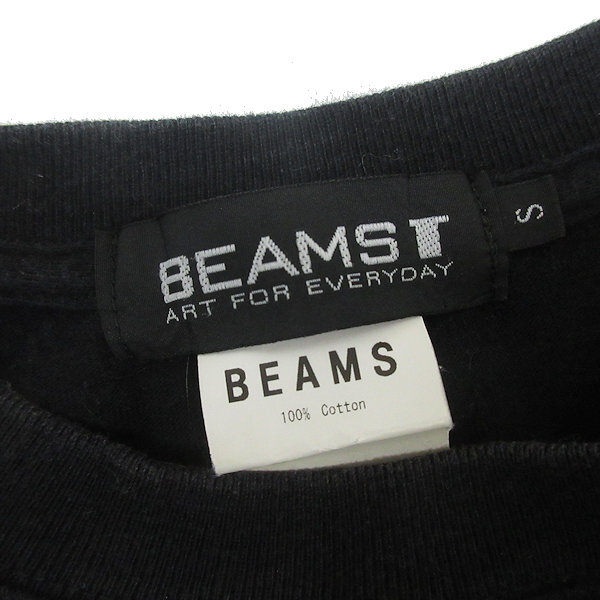 BEAMS T
ART FOR EVERYDAY
S
BEAMS
100% Cotton